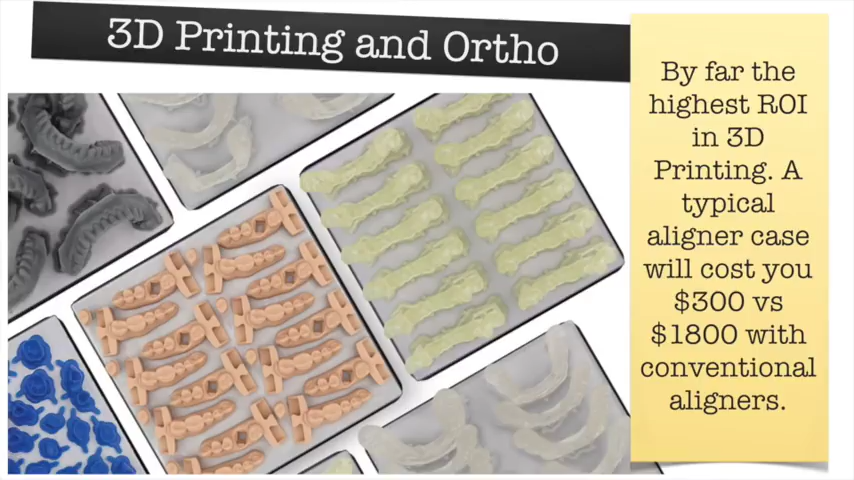 3D Printing and Ortho
By far the
highest ROI
in 3D
Printing. A
typical
aligner case
will cost you
$300 vs
$1800 with
conventional
aligners.